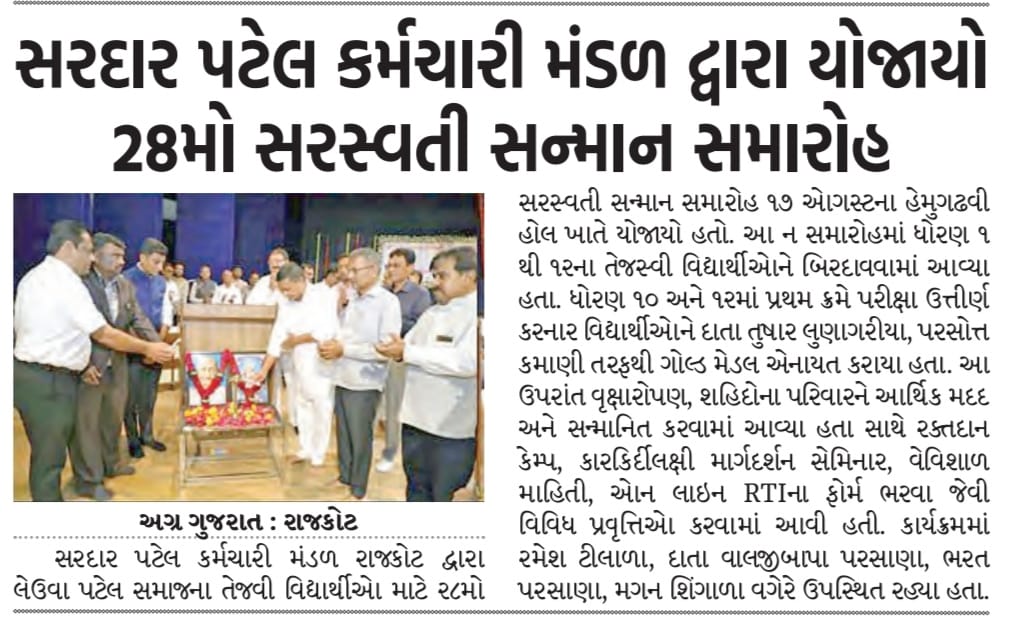 સરદાર પટેલ કર્મચારી મંડળ દ્વારા યોજાયો
28મો સરસ્વતી સન્માન સમારોહ
અગ્ર ગુજરાત : રાજકોટ
સરદાર પટેલ કર્મચારી મંડળ રાજકોટ દ્વારા
લેઉવા પટેલ સમાજના તેજવી વિદ્યાર્થીઓ માટે ૨૮મો
સરસ્વતી સન્માન સમારોહ ૧૭ ઓગસ્ટના હેમુગઢવી
હોલ ખાતે યોજાયો હતો. આ ન સમારોહમાં ધોરણ ૧
થી ૧૨ના તેજસ્વી વિદ્યાર્થીઓને બિરદાવવામાં આવ્યા
હતા. ધોરણ ૧૦ અને ૧૨માં પ્રથમ ક્રમે પરીક્ષા ઉત્તીર્ણ
કરનાર વિદ્યાર્થીઓને દાતા તુષાર લુણાગરીયા, પરસોત્ત
કમાણી તરફથી ગોલ્ડ મેડલ એનાયત કરાયા હતા. આ
ઉપરાંત વૃક્ષારોપણ, શહિદોના પરિવારને આર્થિક મદદ
અને સન્માનિત કરવામાં આવ્યા હતા સાથે રક્તદાન
કેમ્પ, કારકિર્દીલક્ષી માર્ગદર્શન સેમિનાર, વેવિશાળ
માહિતી, ઓન લાઇન RTIના ફોર્મ ભરવા જેવી
વિવિધ પ્રવૃત્તિઓ કરવામાં આવી હતી. કાર્યક્રમમાં
રમેશ ટીલાળા, દાતા વાલજીબાપા પરસાણા, ભરત
પરસાણા, મગન શિંગાળા વગેરે ઉપસ્થિત રહ્યા હતા.